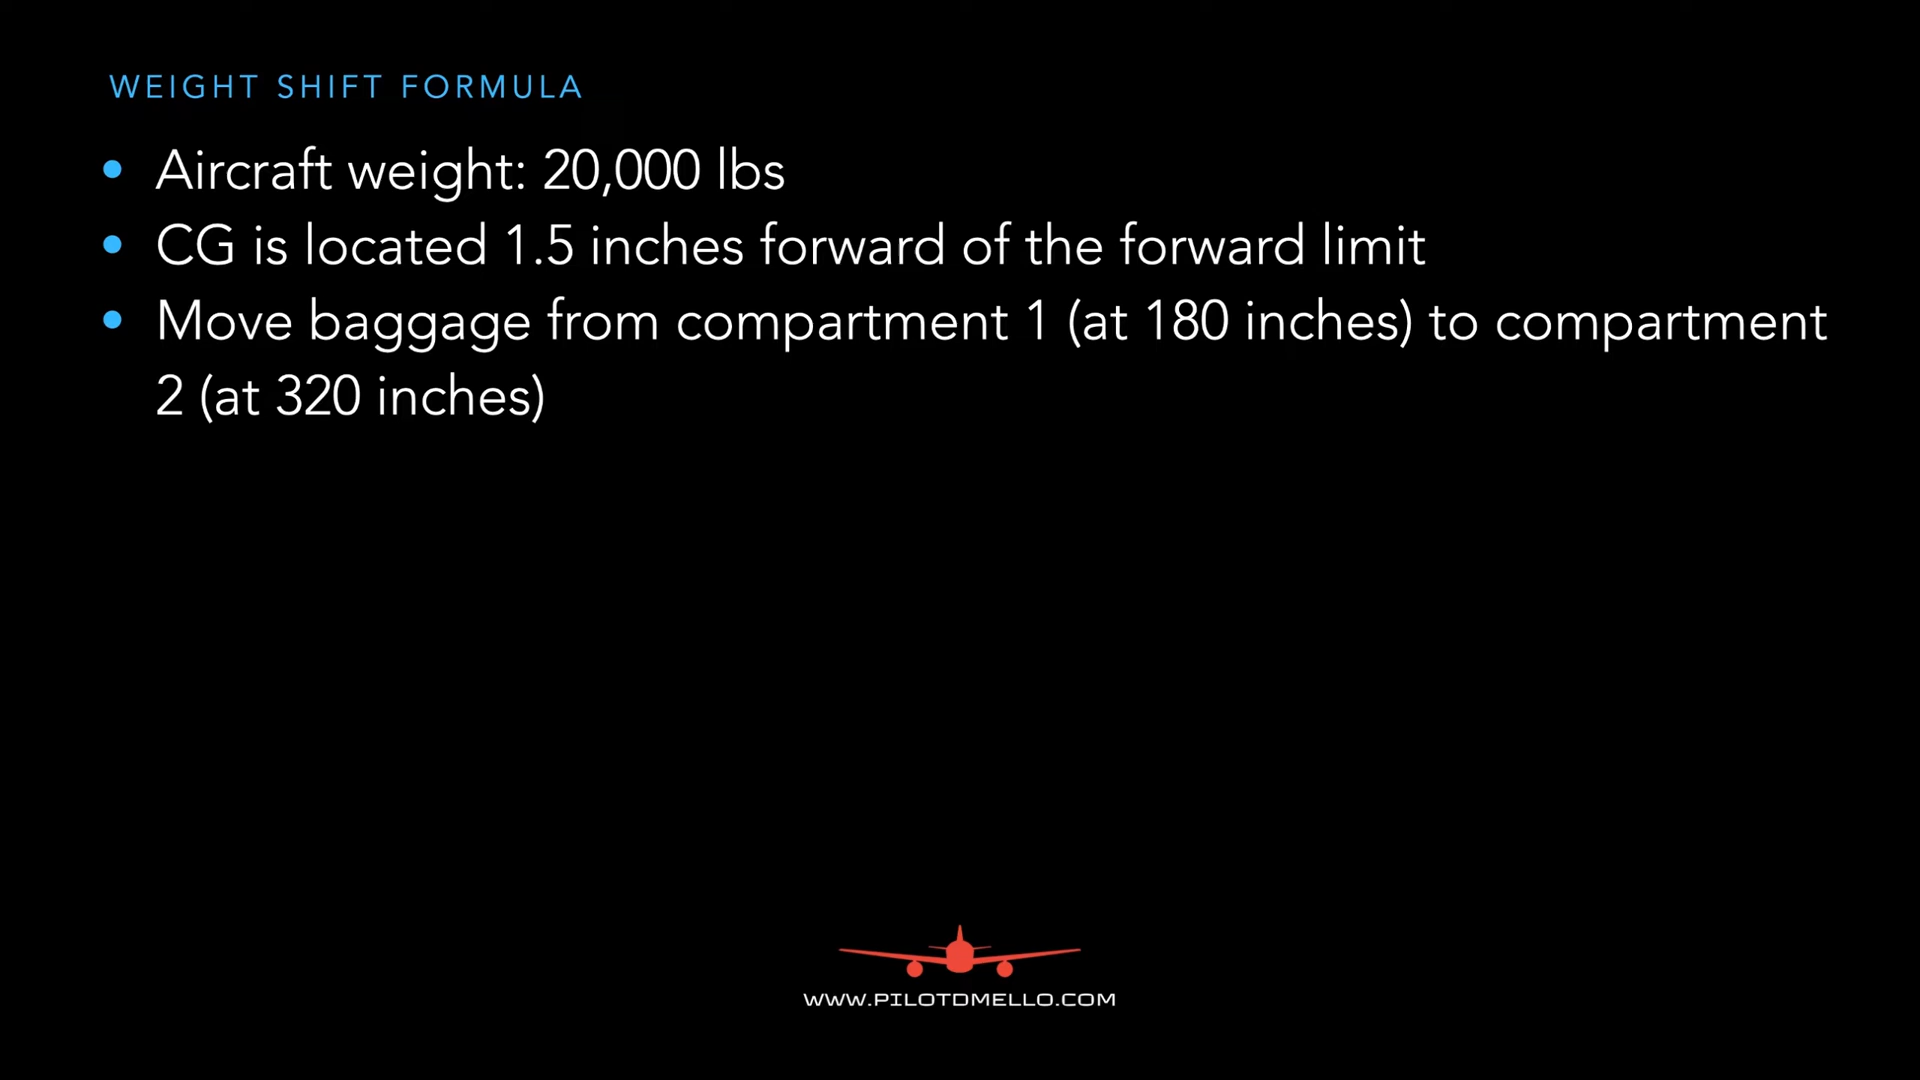 WEIGHT SHIFT FORMULA
• Aircraft weight: 20,000 lbs
• CG is located 1.5 inches forward of the forward limit
• Move baggage from compartment 1 (at 180 inches) to compartment
2 (at 320 inches)
WWW.PILOTDMELLO.COM